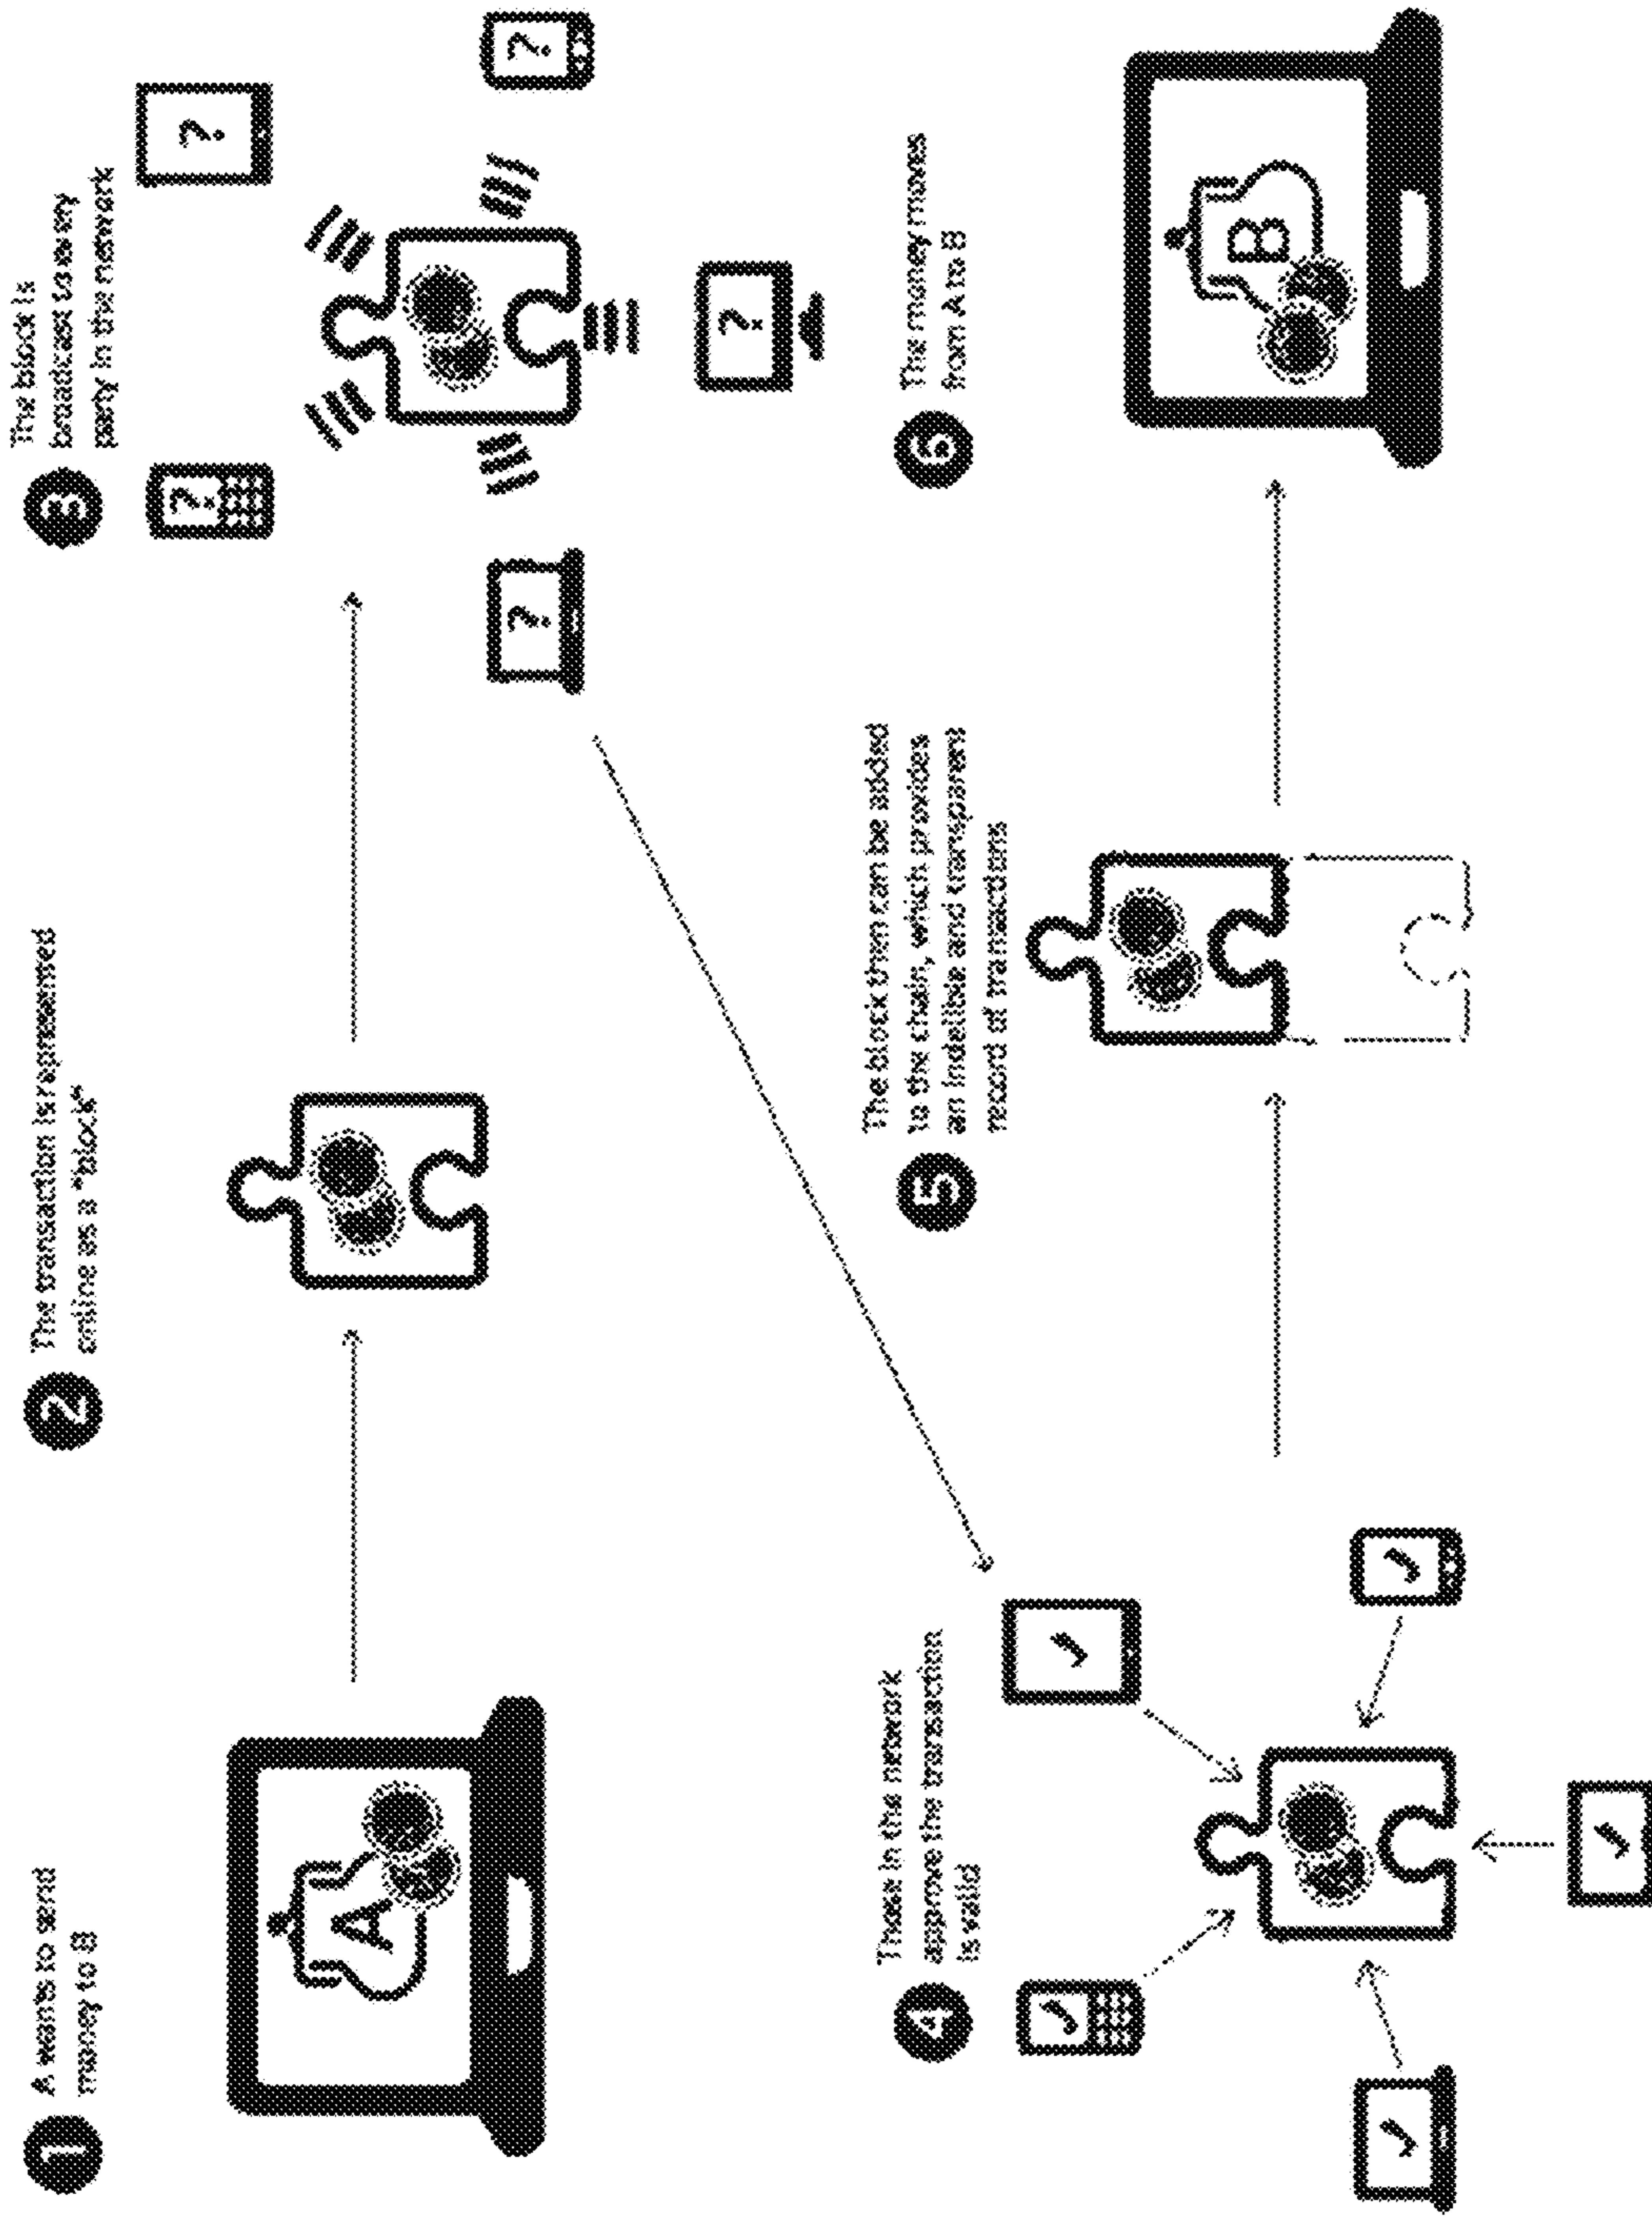 1
A wants to send
money to B
A
2
The transaction is represented
online as a "block"
3
The block is
broadcast to every
party in the network
?
?
?
?
?
4
Those in the network
approve the transaction
is valid
5
The block then can be added
to the chain, which provides
an indelible and transparent
record of transactions
6
The money moves
from A to B
B